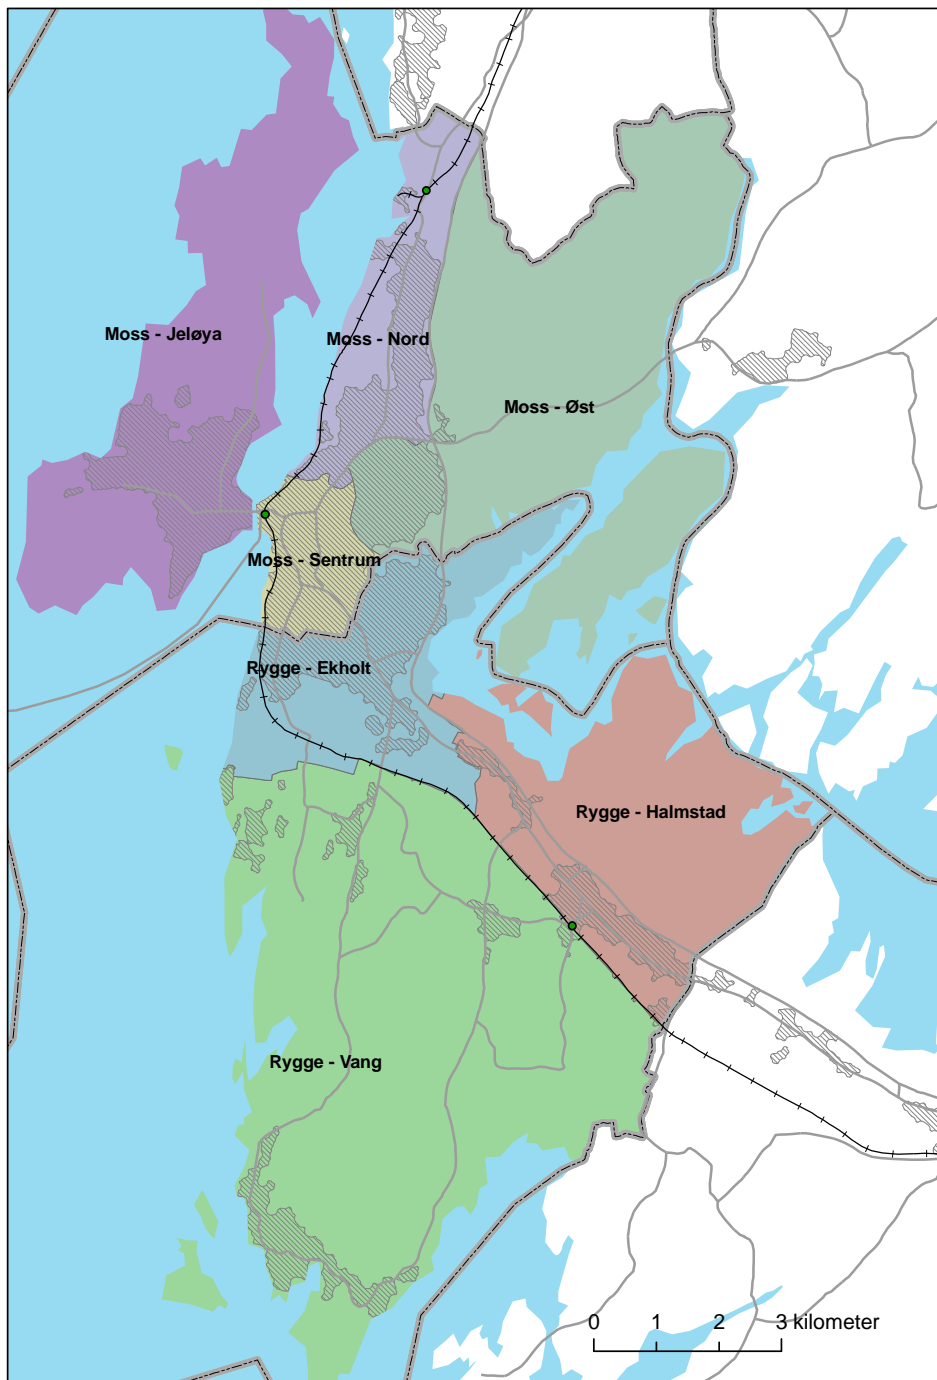 Moss - Jeløya
Moss - Nord
Moss - Øst
Moss - Sentrum
Rygge - Ekholt
Rygge - Halmstad
Rygge - Vang
0 1 2 3 kilometer